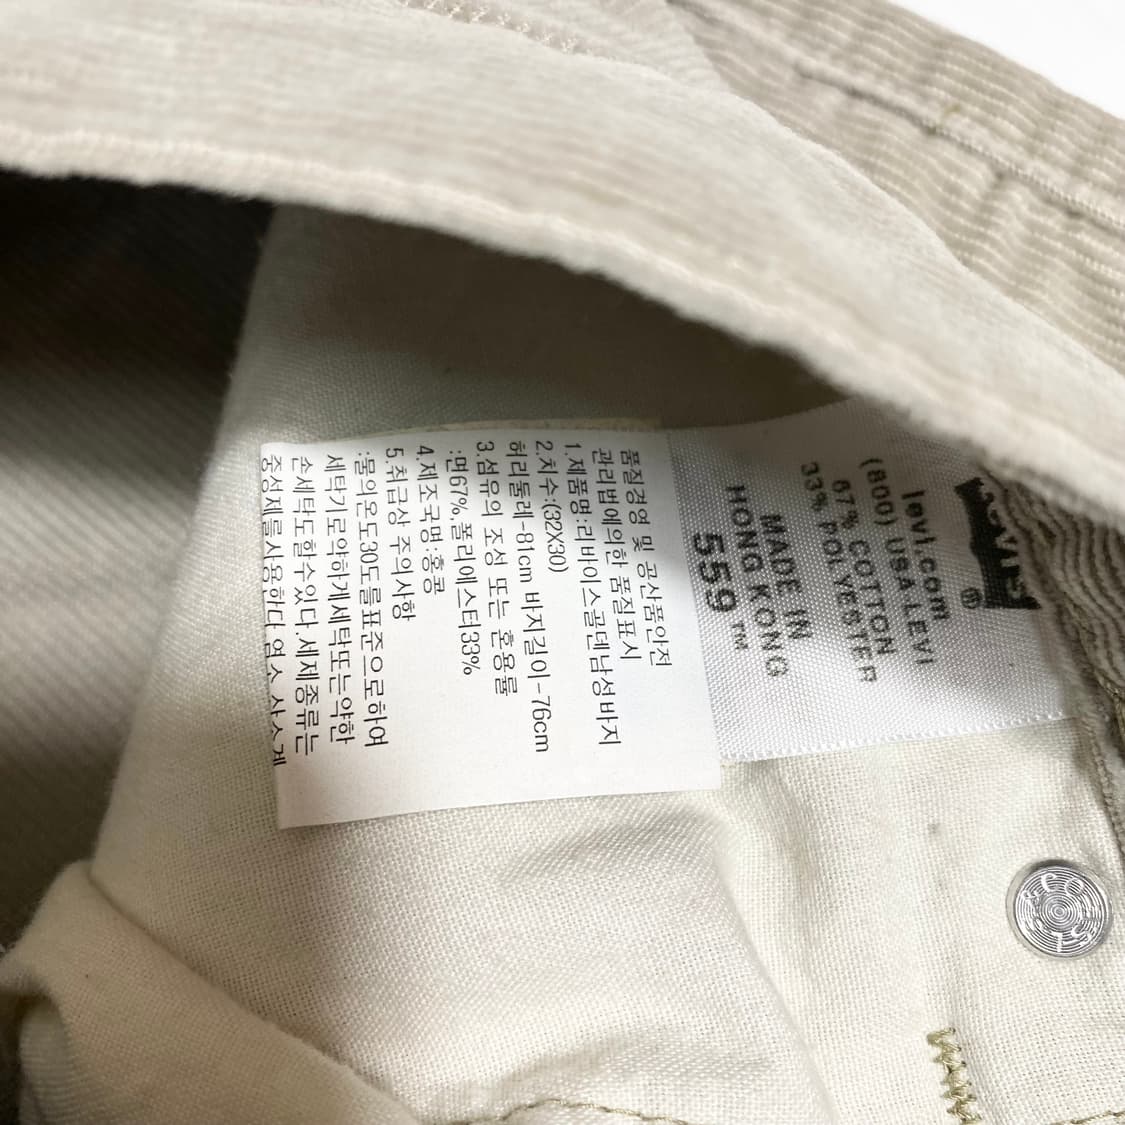 Levi's®
levi.com
(800) USA LEVI
67% COTTON
33% POLYESTER
MADE IN
HONG KONG
559™
품질경영 및 공산품안전
관리법에의한 품질표시
1.제품명:리바이스골덴남성바지
2.치수:(32X30)
허리둘레-81cm 바지길이-76cm
3.섬유의 조성 또는 혼용률
:면67%.폴리에스터33%
4.제조국명:홍콩
5.취급상 주의사항
:물의온도30도를표준으로하여
세탁기로약하게세탁또는약한
손세탁도할수있다.세제종류는
중성제를사용한다.염소,산소계